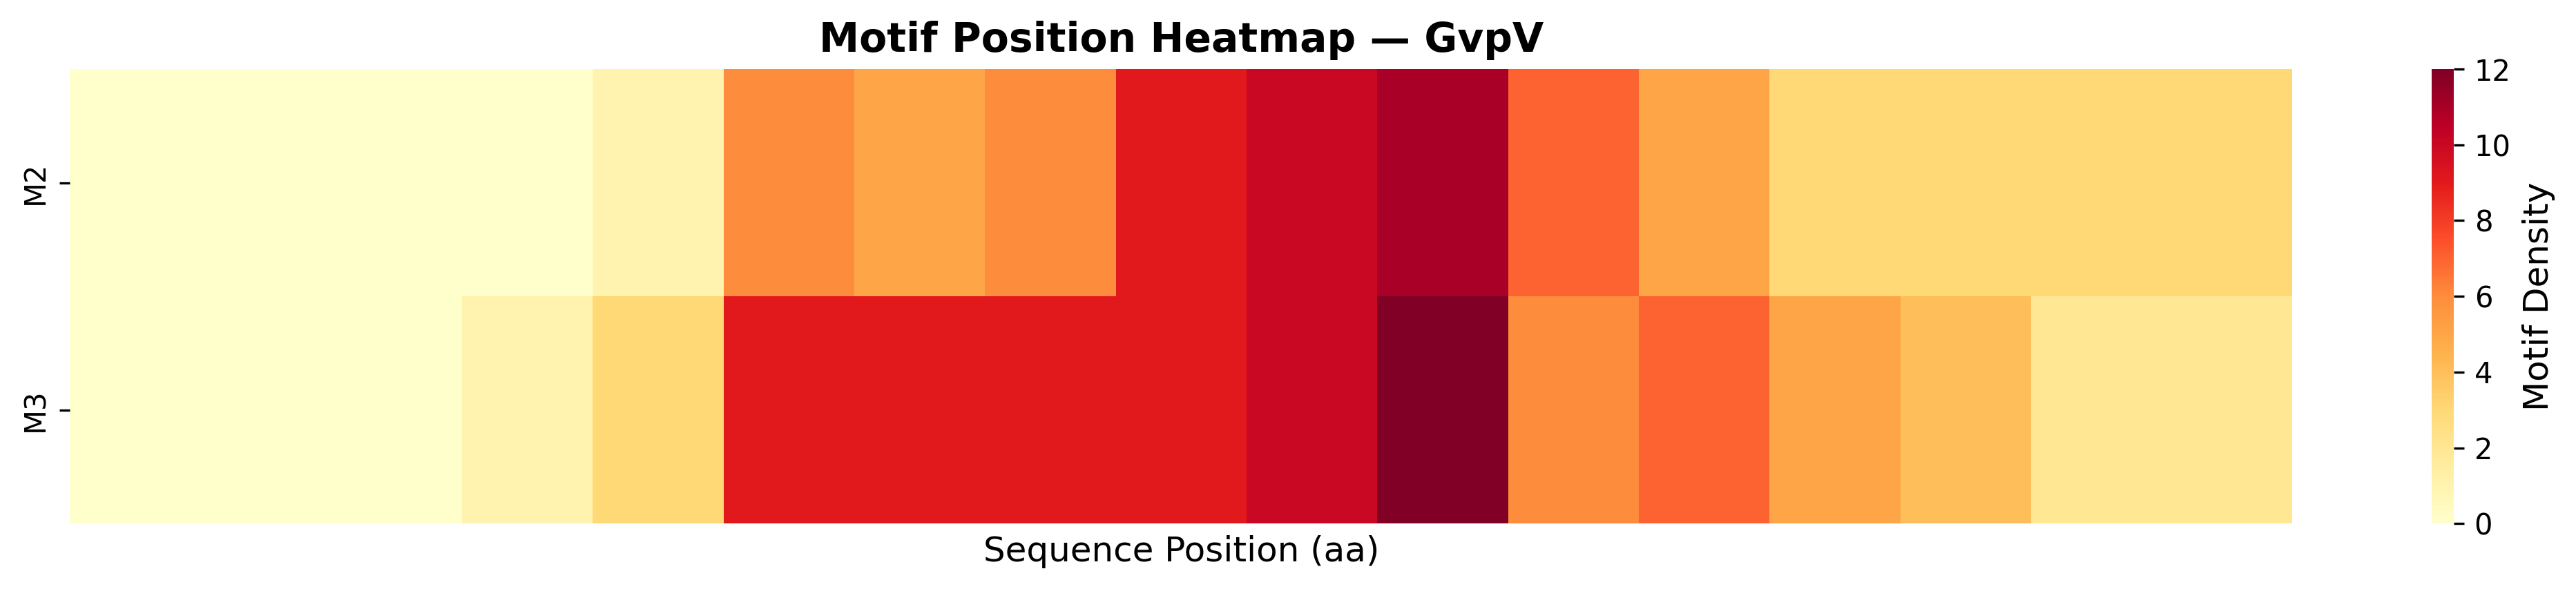 Motif Position Heatmap — GvpV
M2
M3
Sequence Position (aa)
12
10
8
6
4
2
0
Motif Density